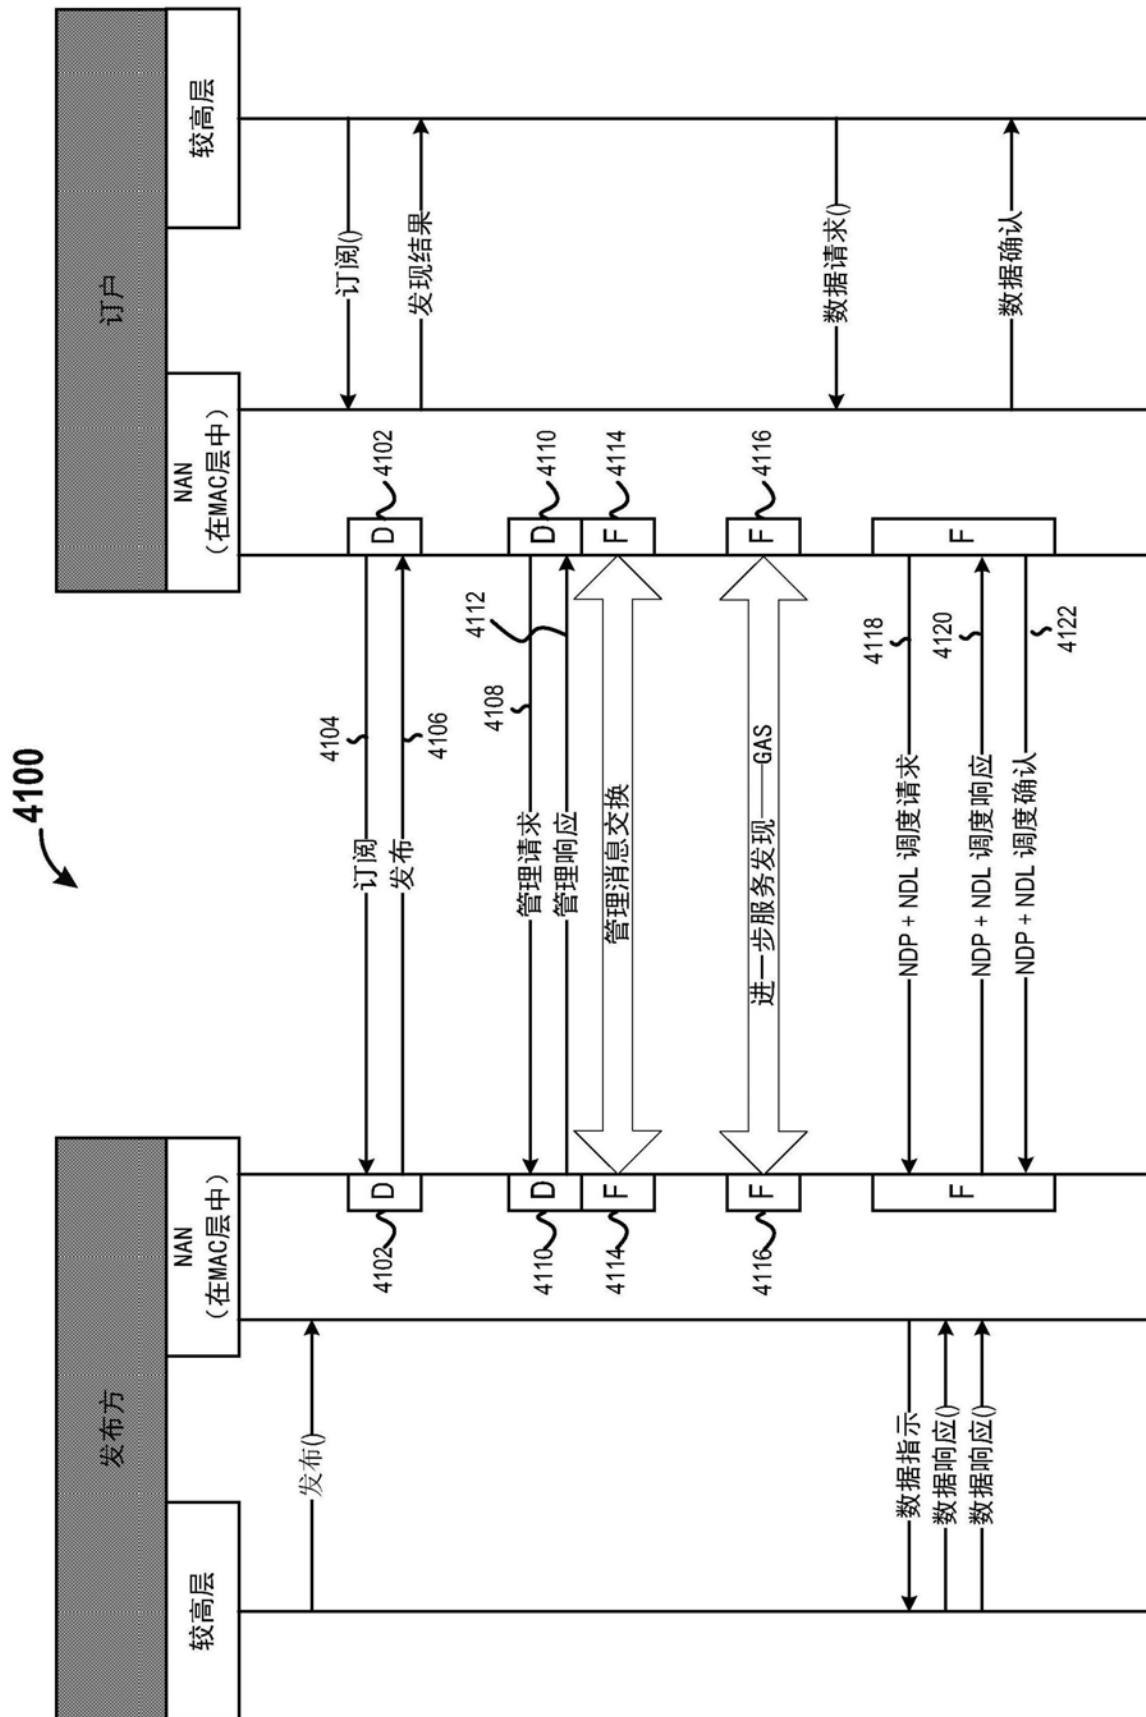 4100
发布方
订户
较高层
NAN
(在MAC层中)
NAN
(在MAC层中)
较高层
发布()
订阅()
4102
D
4104
订阅
D
4102
发布
4106
发现结果
4110
D
管理请求
4108
D
4110
管理响应
4112
4114
F
管理消息交换
F
4114
4116
F
进一步服务发现——GAS
F
4116
数据请求()
数据指示
F
NDP + NDL 调度请求
4118
F
数据响应()
数据响应()
NDP + NDL 调度响应
4120
数据确认
NDP + NDL 调度确认
4122